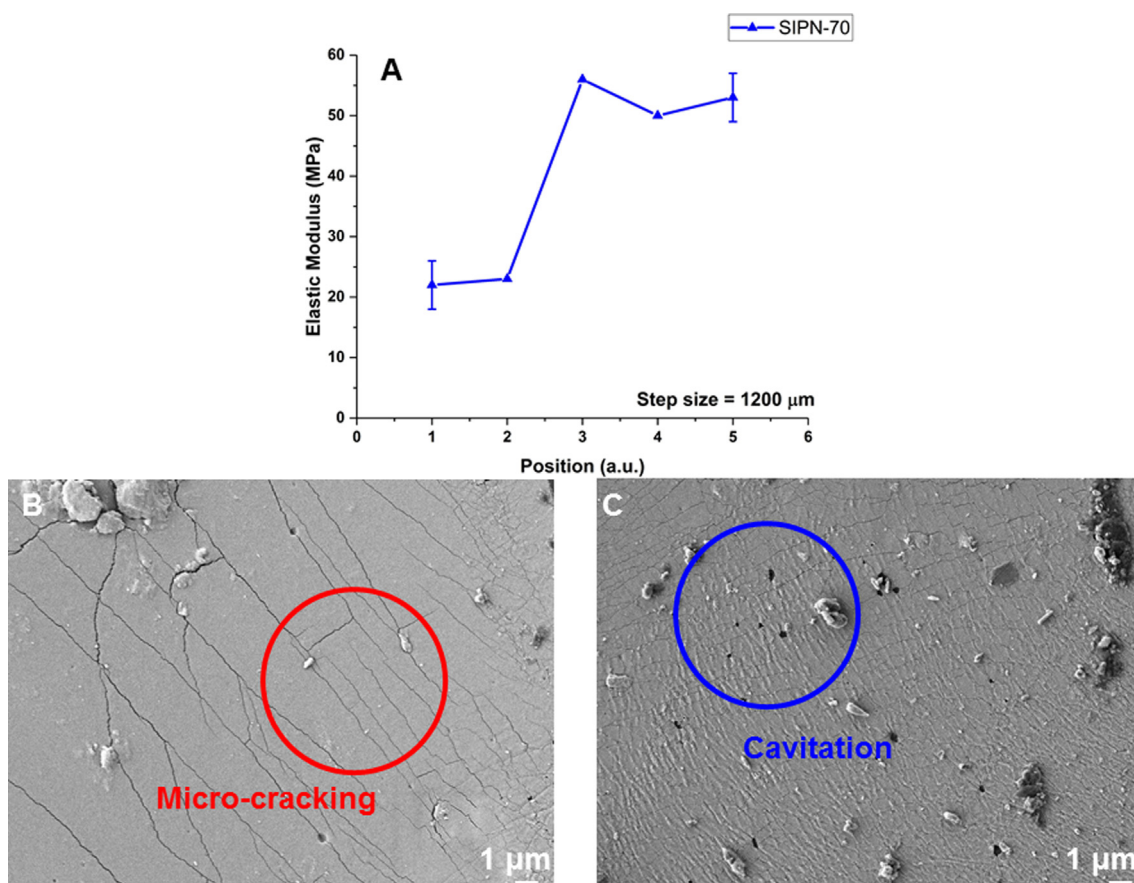 SIPN-70
A
60
50
40
30
20
10
0
Elastic Modulus (MPa)
Step size = 1200 μm
0 1 2 3 4 5 6
Position (a.u.)
B
Micro-cracking
1 μm
C
Cavitation
1 μm